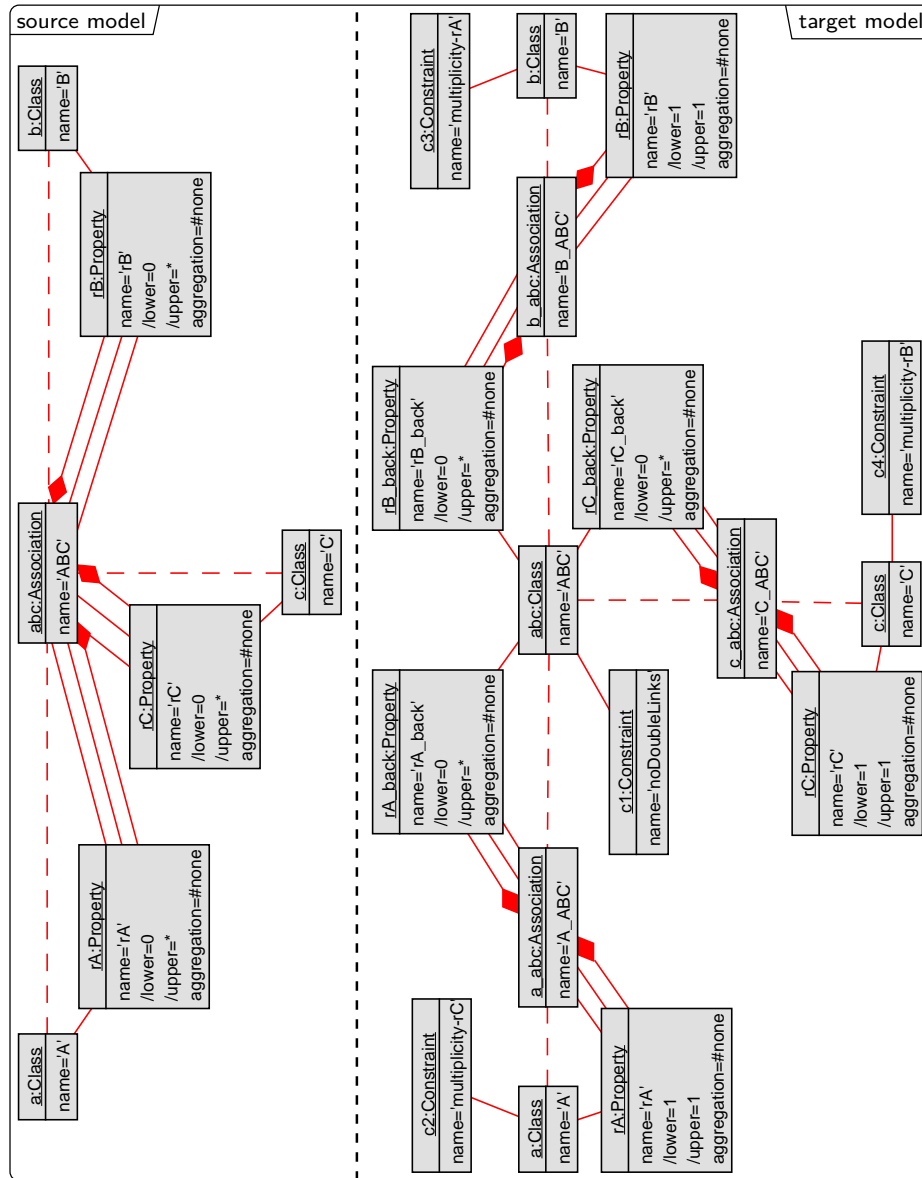 source model
a:Class
name='A'
rA:Property
name='rA'
/lower=0
/upper=*
aggregation=#none
abc:Association
name='ABC'
rC:Property
name='rC'
/lower=0
/upper=*
aggregation=#none
c:Class
name='C'
rB:Property
name='rB'
/lower=0
/upper=*
aggregation=#none
b:Class
name='B'
target model
c2:Constraint
name='multiplicity-rC'
a:Class
name='A'
rA:Property
name='rA'
/lower=1
/upper=1
aggregation=#none
a_abc:Association
name='A_ABC'
rA_back:Property
name='rA_back'
/lower=0
/upper=*
aggregation=#none
c1:Constraint
name='noDoubleLinks'
abc:Class
name='ABC'
rB_back:Property
name='rB_back'
/lower=0
/upper=*
aggregation=#none
rC_back:Property
name='rC_back'
/lower=0
/upper=*
aggregation=#none
c_abc:Association
name='C_ABC'
rC:Property
name='rC'
/lower=1
/upper=1
aggregation=#none
c:Class
name='C'
c4:Constraint
name='multiplicity-rB'
b_abc:Association
name='B_ABC'
rB:Property
name='rB'
/lower=1
/upper=1
aggregation=#none
b:Class
name='B'
c3:Constraint
name='multiplicity-rA'